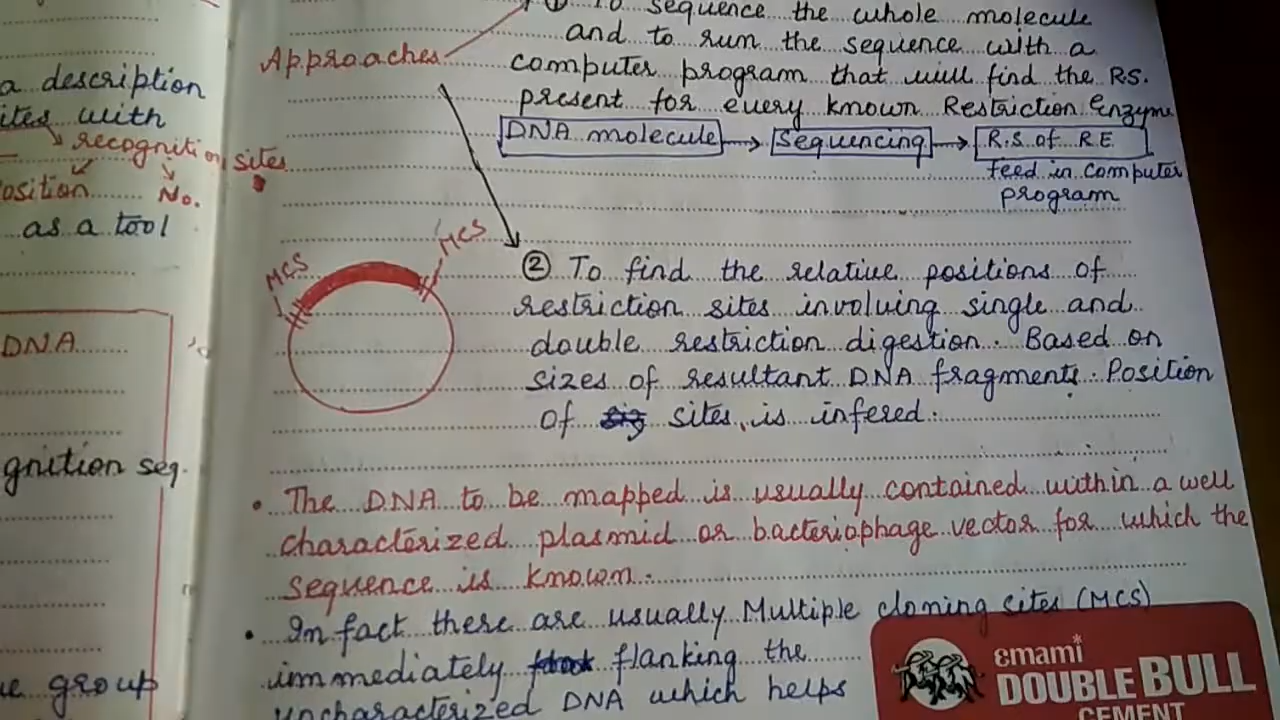 a description
ites with
recognition sites
osition No.
as a tool
DNA
gnition seq.
group
Approaches
① To sequence the whole molecule
and to run the sequence with a
computer program that will find the R.S.
present for every known Restriction Enzyme
DNA molecule → Sequencing → R.S. of R.E.
feed in computer
program
MCS
MCS
② To find the relative positions of
restriction sites involving single and
double restriction digestion. Based on
sizes of resultant DNA fragments. Position
of sites is infered.
• The DNA to be mapped is usually contained within a well
characterized plasmid or bacteriophage vector for which the
sequence is known.
• In fact there are usually Multiple cloning sites (MCS)
immediately flanking the
uncharacterized DNA which helps
emami
DOUBLE BULL
CEMENT